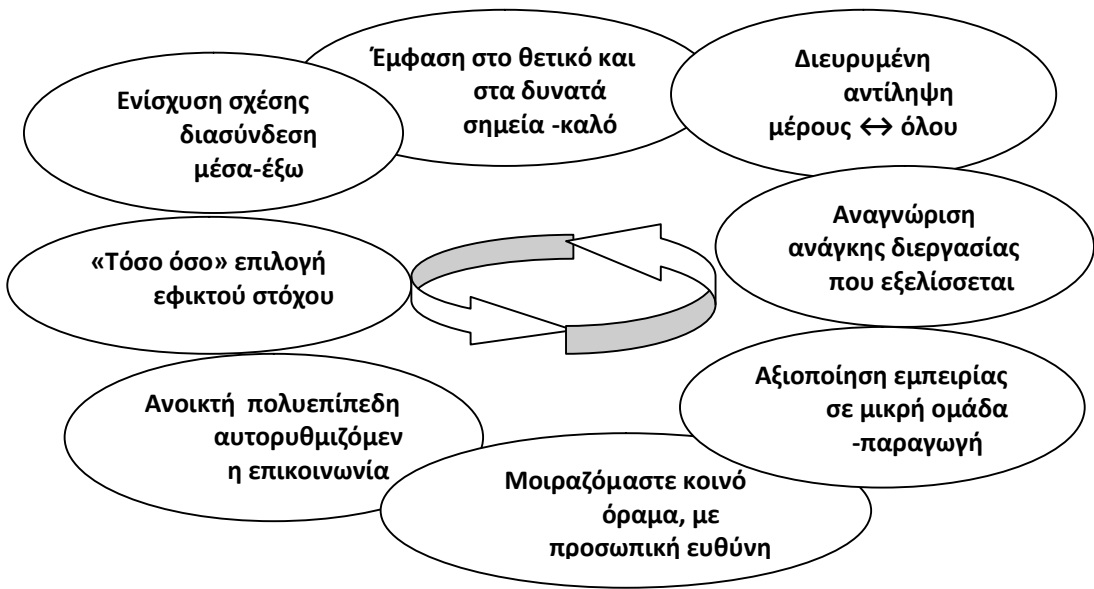 Έμφαση στο θετικό και
στα δυνατά
σημεία -καλό
Διευρυμένη
αντίληψη
μέρους ↔ όλου
Αναγνώριση
ανάγκης διεργασίας
που εξελίσσεται
Αξιοποίηση εμπειρίας
σε μικρή ομάδα
-παραγωγή
Μοιραζόμαστε κοινό
όραμα, με
προσωπική ευθύνη
Ανοικτή πολυεπίπεδη
αυτορυθμιζόμεν
η επικοινωνία
«Τόσο όσο» επιλογή
εφικτού στόχου
Ενίσχυση σχέσης
διασύνδεση
μέσα-έξω